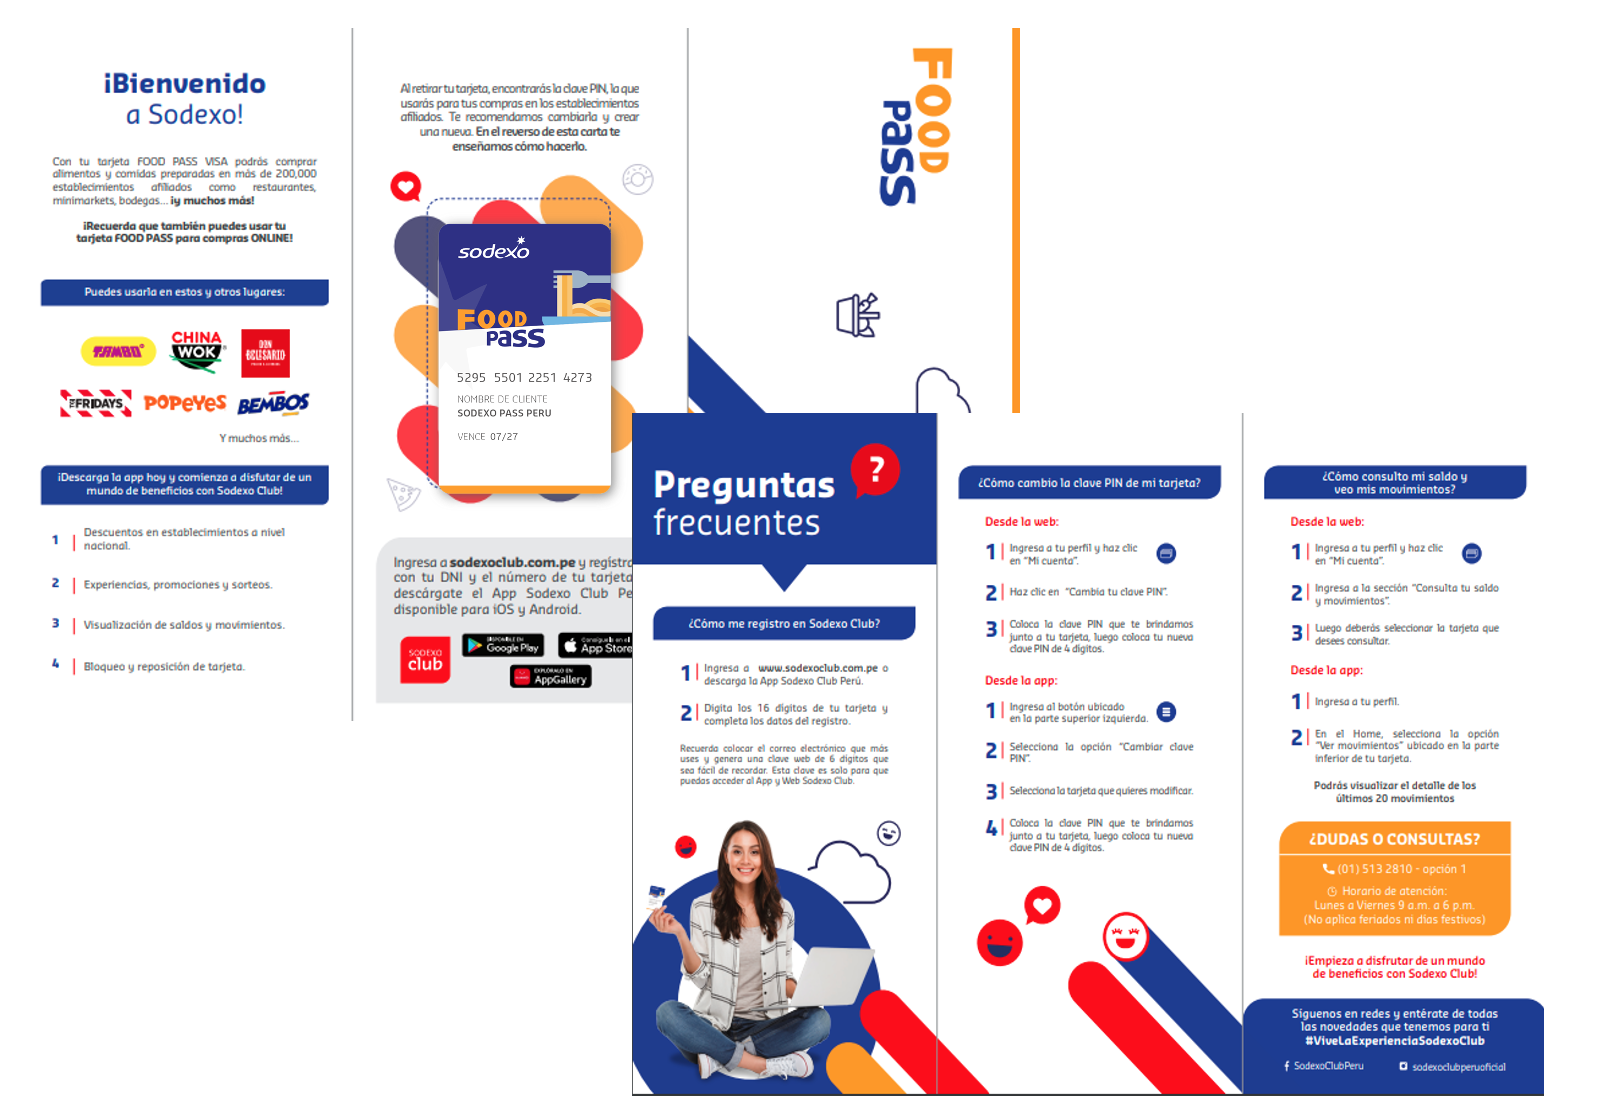 ¡Bienvenido
a Sodexo!
Con tu tarjeta FOOD PASS VISA podrás comprar
alimentos y comidas preparadas en más de 200,000
establecimientos afiliados como restaurantes,
minimarkets, bodegas... ¡y muchos más!
¡Recuerda que también puedes usar tu
tarjeta FOOD PASS para compras ONLINE!
Puedes usarla en estos y otros lugares:
TAMBO
CHINA
WOK
DON
BELISARIO
FRIDAYS
POPEYES
BEMBOS
Y muchos más...
¡Descarga la app hoy y comienza a disfutar de un
mundo de beneficios con Sodexo Club!
1 Descuentos en establecimientos a nivel
nacional.
2 Experiencias, promociones y sorteos.
3 Visualización de saldos y movimientos.
4 Bloqueo y reposición de tarjeta.
Al retirar tu tarjeta, encontrarás la clave PIN, la que
usarás para tus compras en los establecimientos
afiliados. Te recomendamos cambiarla y crear
una nueva. En el reverso de esta carta te
enseñamos cómo hacerlo.
sodexo
FOOD
Pass
5295 5501 2251 4273
NOMBRE DE CLIENTE
SODEXO PASS PERU
VENCE 07/27
Ingresa a sodexoclub.com.pe y regístra
con tu DNI y el número de tu tarjeta
descárgate el App Sodexo Club Pe
disponible para iOS y Android.
SODEXO
club
DISPONIBLE EN
Google Play
Consíguelo en el
App Store
EXPLÓRALO EN
AppGallery
FOOD
Pass
Preguntas
frecuentes
?
¿Cómo me registro en Sodexo Club?
1 Ingresa a www.sodexoclub.com.pe o
descarga la App Sodexo Club Perú.
2 Digita los 16 dígitos de tu tarjeta y
completa los datos del registro.
Recuerda colocar el correo electrónico que más
uses y genera una clave web de 6 dígitos que
sea fácil de recordar. Esta clave es solo para que
puedas acceder al App y Web Sodexo Club.
¿Cómo cambio la clave PIN de mi tarjeta?
Desde la web:
1 Ingresa a tu perfil y haz clic
en "Mi cuenta".
2 Haz clic en "Cambia tu clave PIN".
3 Coloca la clave PIN que te brindamos
junto a tu tarjeta, luego coloca tu nueva
clave PIN de 4 dígitos.
Desde la app:
1 Ingresa al botón ubicado
en la parte superior izquierda.
2 Selecciona la opción "Cambiar clave
PIN".
3 Selecciona la tarjeta que quieres modificar.
4 Coloca la clave PIN que te brindamos
junto a tu tarjeta, luego coloca tu nueva
clave PIN de 4 dígitos.
¿Cómo consulto mi saldo y
veo mis movimientos?
Desde la web:
1 Ingresa a tu perfil y haz clic
en "Mi cuenta".
2 Ingresa a la sección "Consulta tu saldo
y movimientos".
3 Luego deberás seleccionar la tarjeta que
desees consultar.
Desde la app:
1 Ingresa a tu perfil.
2 En el Home, selecciona la opción
"Ver movimientos" ubicado en la parte
inferior de tu tarjeta.
Podrás visualizar el detalle de los
últimos 20 movimientos
¿DUDAS O CONSULTAS?
(01) 513 2810 - opción 1
Horario de atención:
Lunes a Viernes 9 a.m. a 6 p.m.
(No aplica feriados ni días festivos)
¡Empieza a disfrutar de un mundo
de beneficios con Sodexo Club!
Síguenos en redes y entérate de todas
las novedades que tenemos para ti
#ViveLaExperienciaSodexoClub
SodexoClubPeru
sodexoclubperuoficial